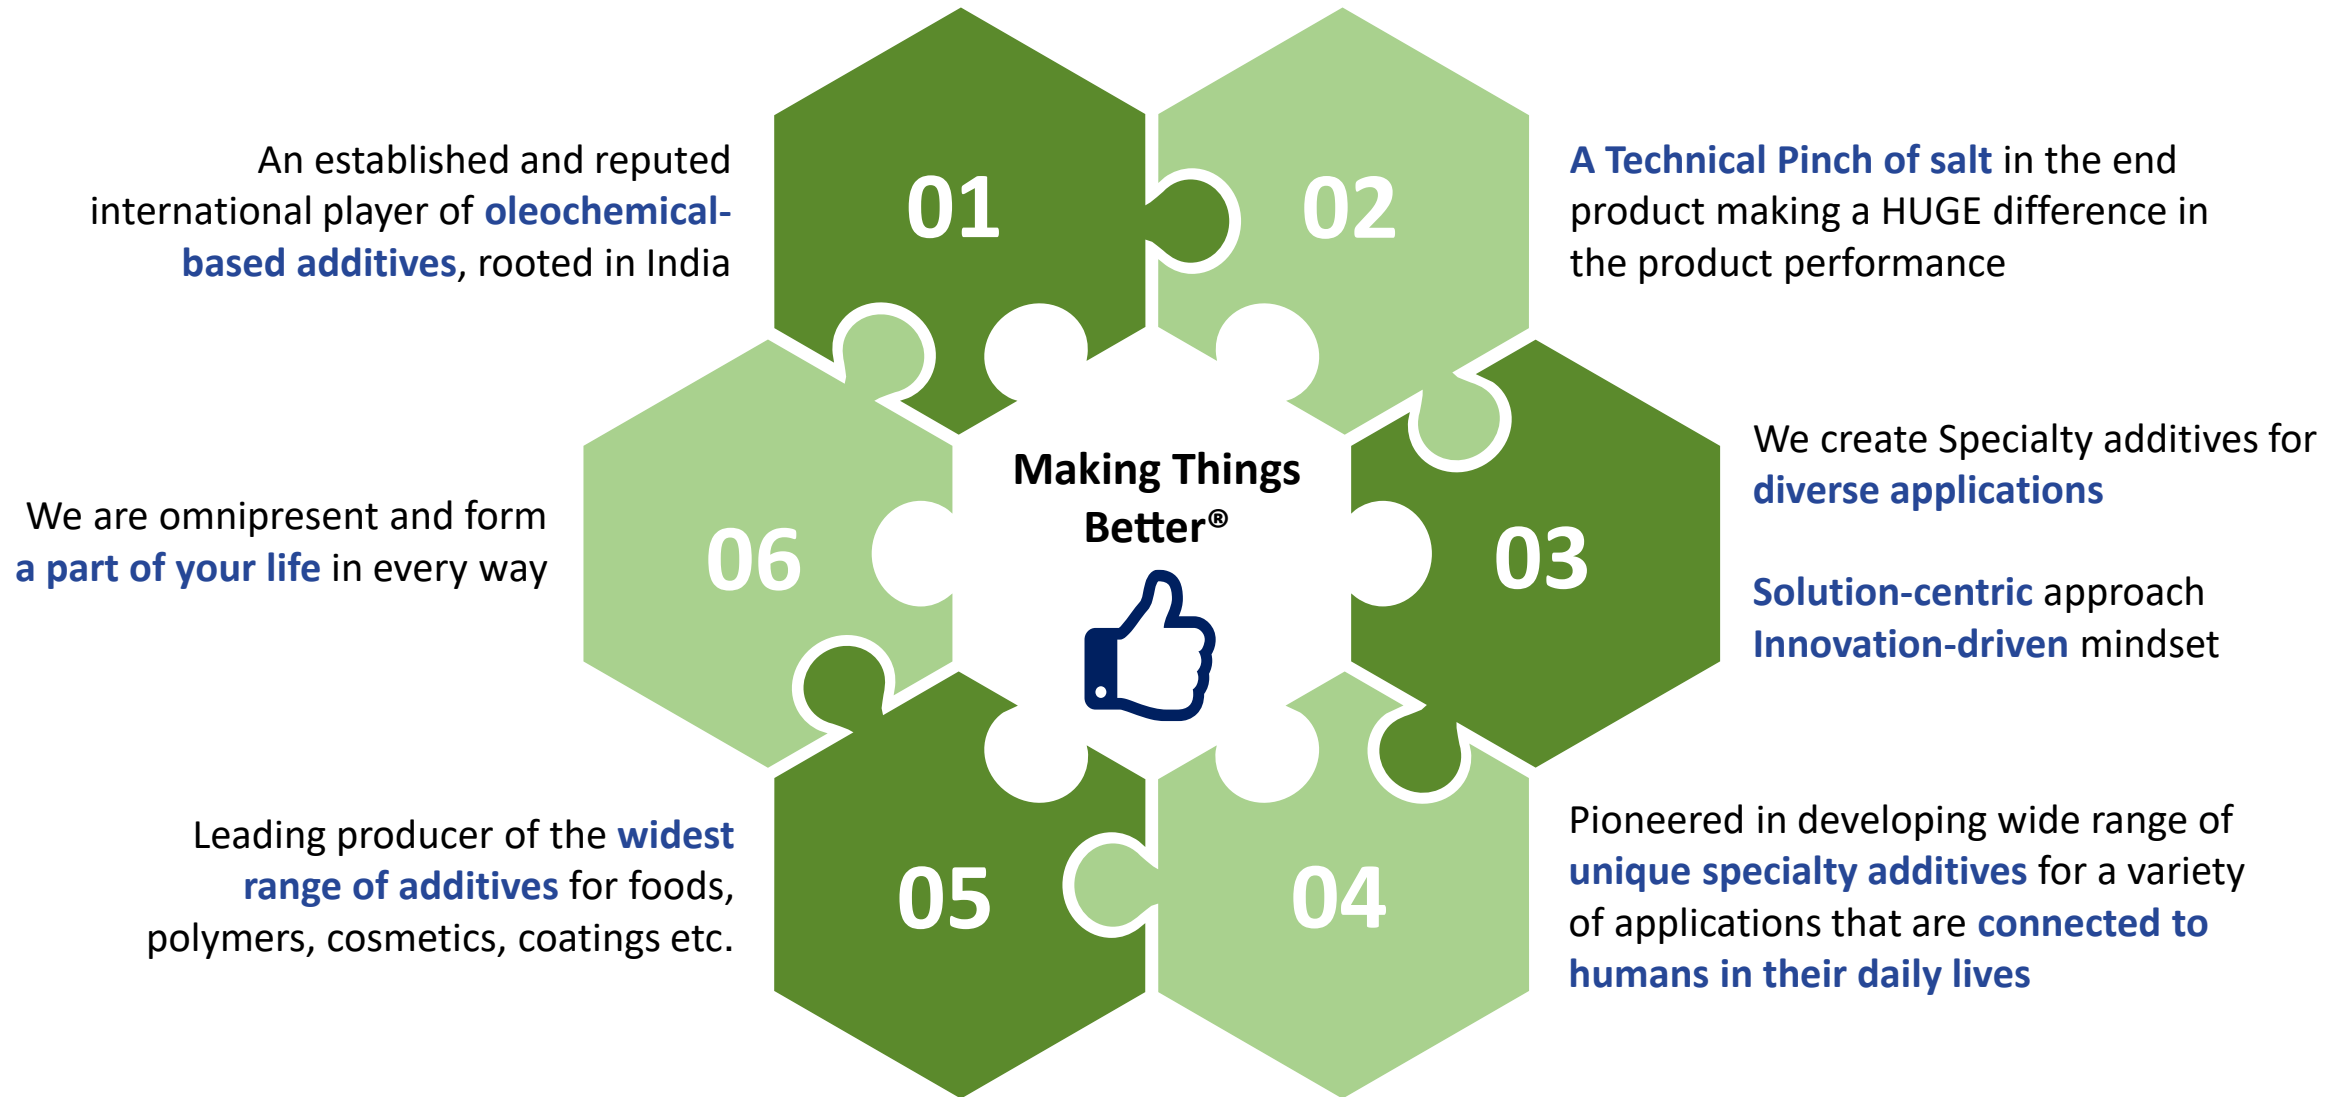 01
An established and reputed
international player of oleochemical-
based additives, rooted in India
02
A Technical Pinch of salt in the end
product making a HUGE difference in
the product performance
03
We create Specialty additives for
diverse applications
Solution-centric approach
Innovation-driven mindset
04
Pioneered in developing wide range of
unique specialty additives for a variety
of applications that are connected to
humans in their daily lives
05
Leading producer of the widest
range of additives for foods,
polymers, cosmetics, coatings etc.
06
We are omnipresent and form
a part of your life in every way
Making Things
Better®